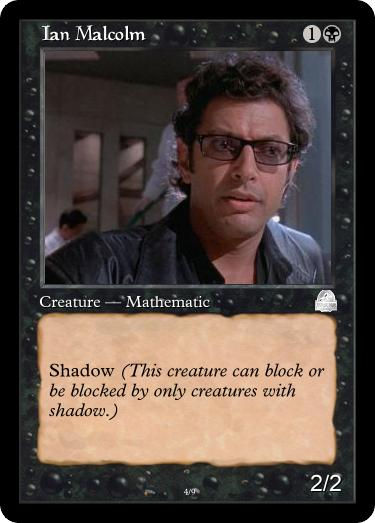 Ian Malcolm
1
Creature — Mathematic
Shadow (This creature can block or
be blocked by only creatures with
shadow.)
4/9
2/2